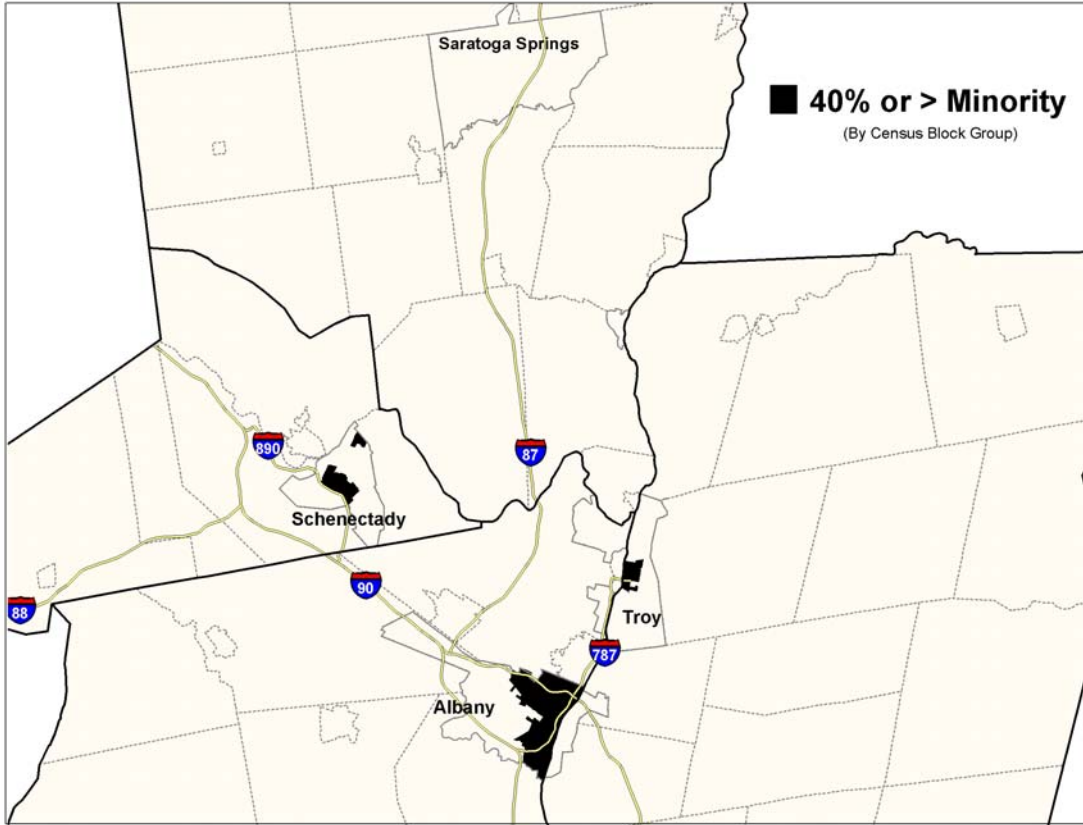 Saratoga Springs
40% or > Minority
(By Census Block Group)
890
87
Schenectady
90
88
Troy
787
Albany